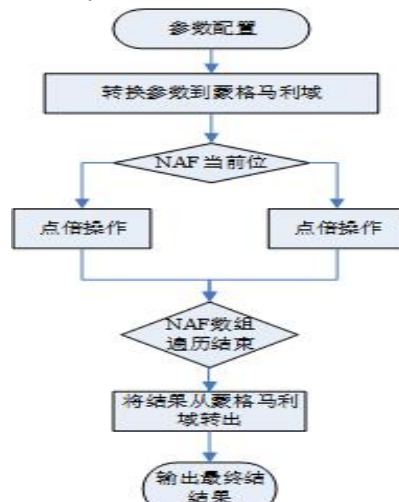 参数配置
转换参数到蒙格马利域
NAF当前位
点倍操作
点倍操作
NAF数组
遍历结束
将结果从蒙格马利
域转出
输出最终结
结果